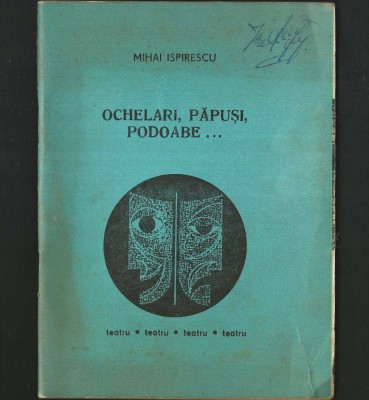 MIHAI ISPIRESCU
OCHELARI, PĂPUȘI,
PODOABE ...
teatru • teatru • teatru • teatru